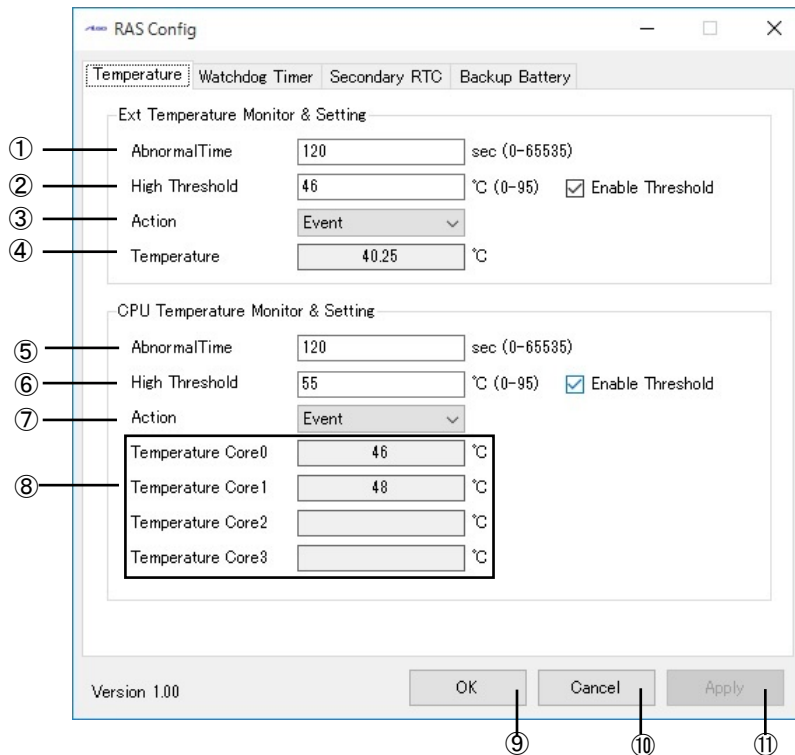 RAS Config
Temperature Watchdog Timer Secondary RTC Backup Battery
Ext Temperature Monitor & Setting
① AbnormalTime 120 sec (0-65535)
② High Threshold 46 °C (0-95) Enable Threshold
③ Action Event
④ Temperature 40.25 °C
CPU Temperature Monitor & Setting
⑤ AbnormalTime 120 sec (0-65535)
⑥ High Threshold 55 °C (0-95) Enable Threshold
⑦ Action Event
Temperature Core0 46 °C
⑧ Temperature Core1 48 °C
Temperature Core2 °C
Temperature Core3 °C
Version 1.00 OK Cancel Apply
⑨ ⑩ ⑪